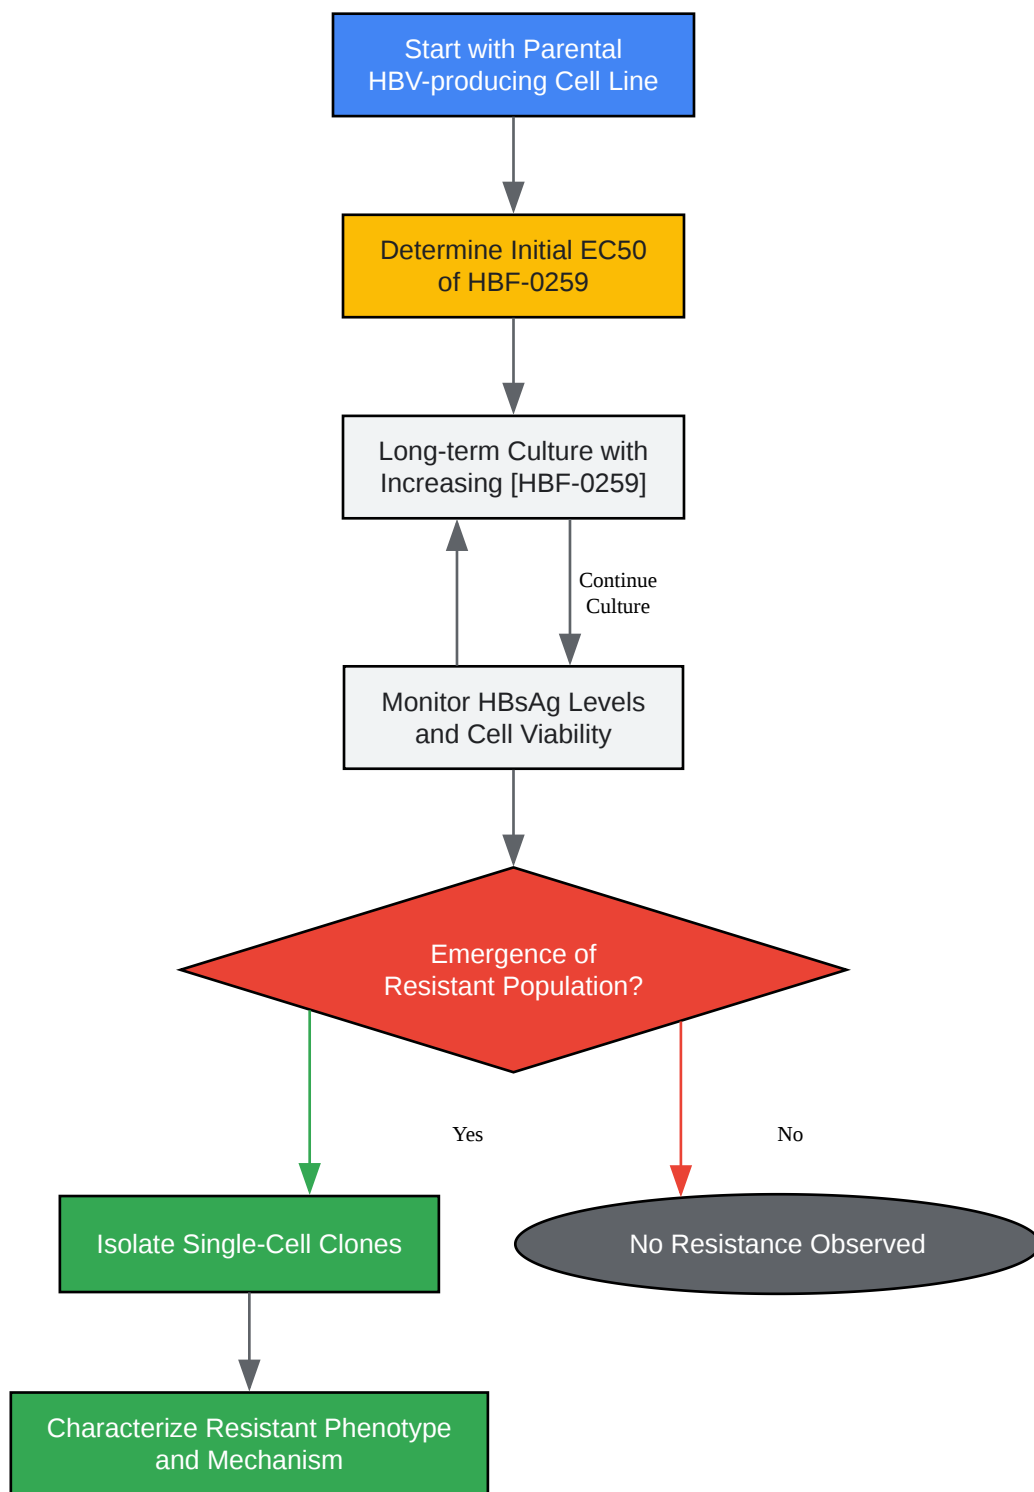 Start with Parental
HBV-producing Cell Line
Determine Initial EC50
of HBF-0259
Long-term Culture with
Increasing [HBF-0259]
Continue
Culture
Monitor HBsAg Levels
and Cell Viability
Emergence of
Resistant Population?
Yes
No
Isolate Single-Cell Clones
No Resistance Observed
Characterize Resistant Phenotype
and Mechanism